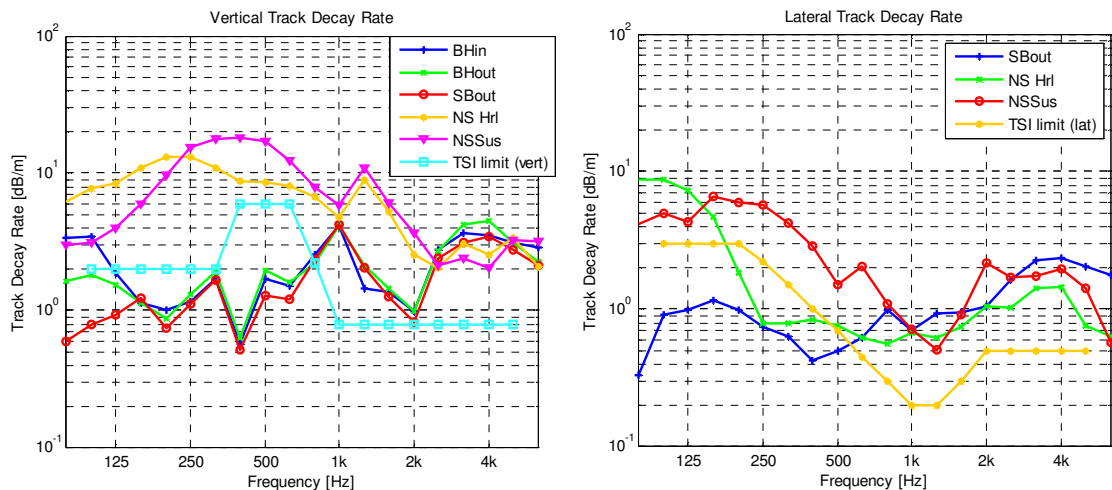 Vertical Track Decay Rate
10^2
10^1
10^0
10^-1
Track Decay Rate [dB/m]
125 250 500 1k 2k 4k
Frequency [Hz]
BHin
BHout
SBout
NS Hrl
NSSus
TSI limit (vert)
Lateral Track Decay Rate
10^2
10^1
10^0
10^-1
Track Decay Rate [dB/m]
125 250 500 1k 2k 4k
Frequency [Hz]
SBout
NS Hrl
NSSus
TSI limit (lat)